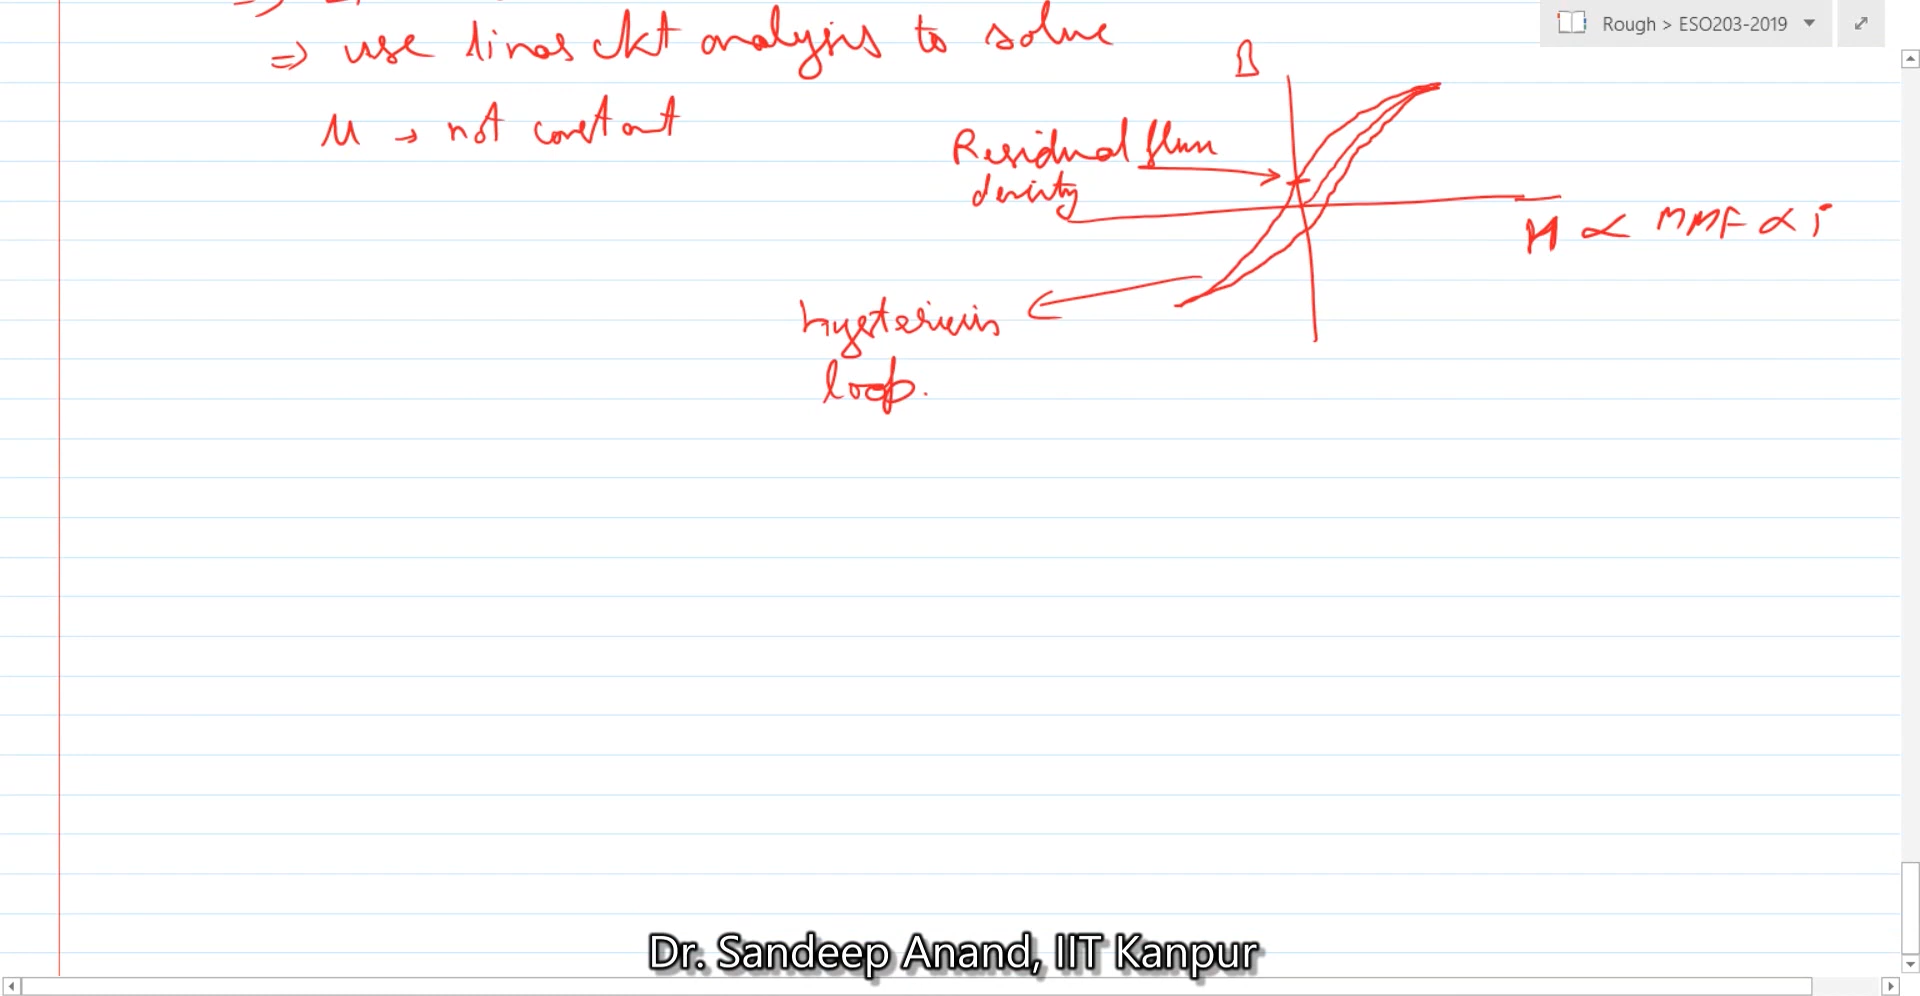 Rough > ESO203-2019
⇒ use linear ckt analysis to solve
B
μ → not constant
Residual flux
density
H ∝ MMF ∝ i
hysterisis
loop.
Dr. Sandeep Anand, IIT Kanpur